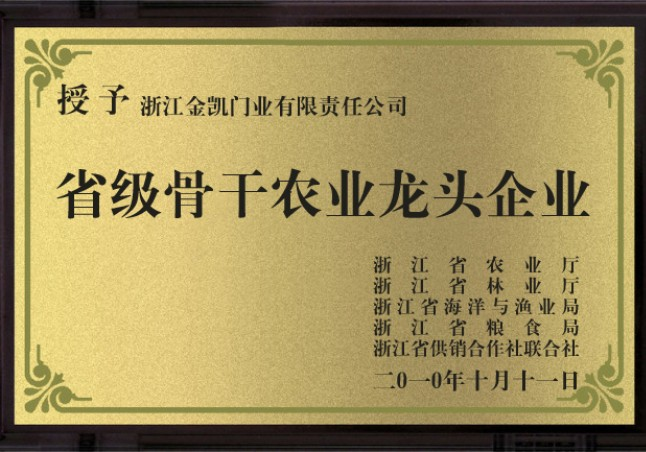 授予 浙江金凯门业有限责任公司
省级骨干农业龙头企业
浙江省农业厅
浙江省林业厅
浙江省海洋与渔业局
浙江省粮食局
浙江省供销合作社联合社
二0一0年十月十一日